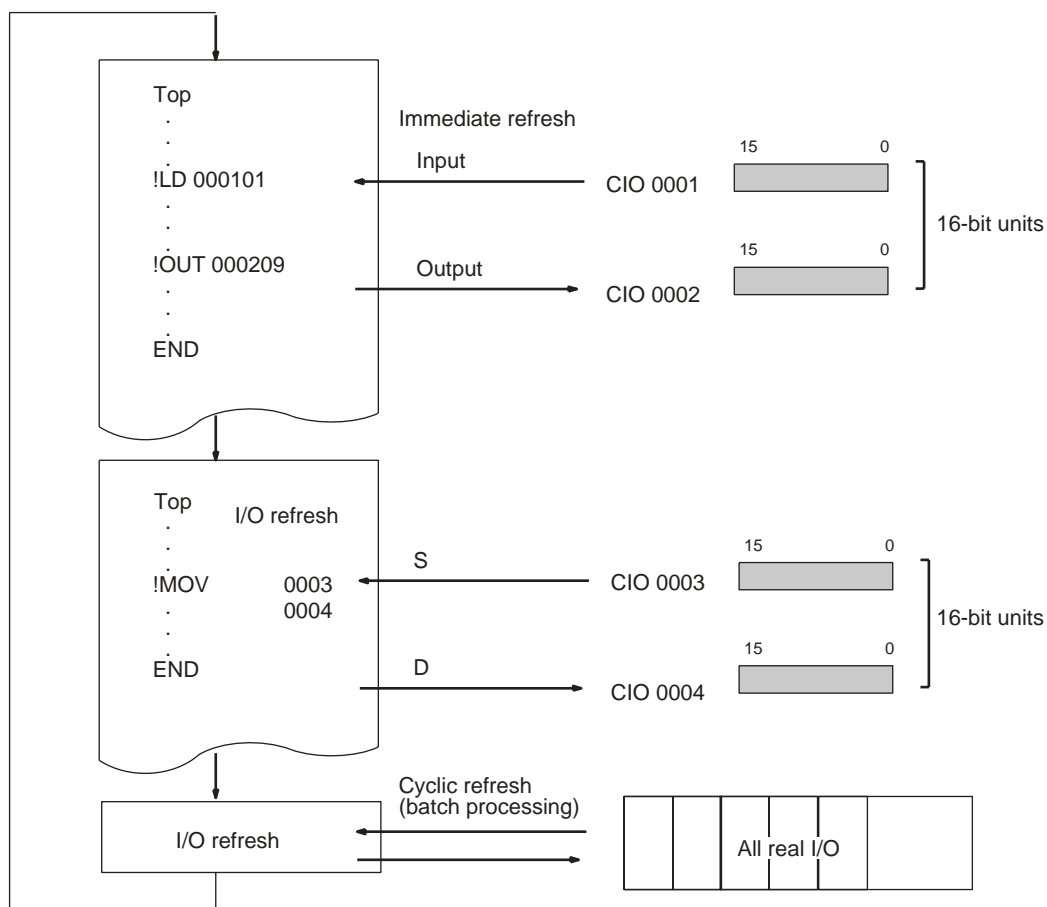 Top
.
.
.
!LD 000101
.
.
.
.
!OUT 000209
.
.
.
.
END
Immediate refresh
Input
CIO 0001
15 0
Output
CIO 0002
15 0
16-bit units
Top
I/O refresh
.
.
.
!MOV 0003
0004
.
.
.
END
S
CIO 0003
15 0
D
CIO 0004
15 0
16-bit units
I/O refresh
Cyclic refresh
(batch processing)
All real I/O